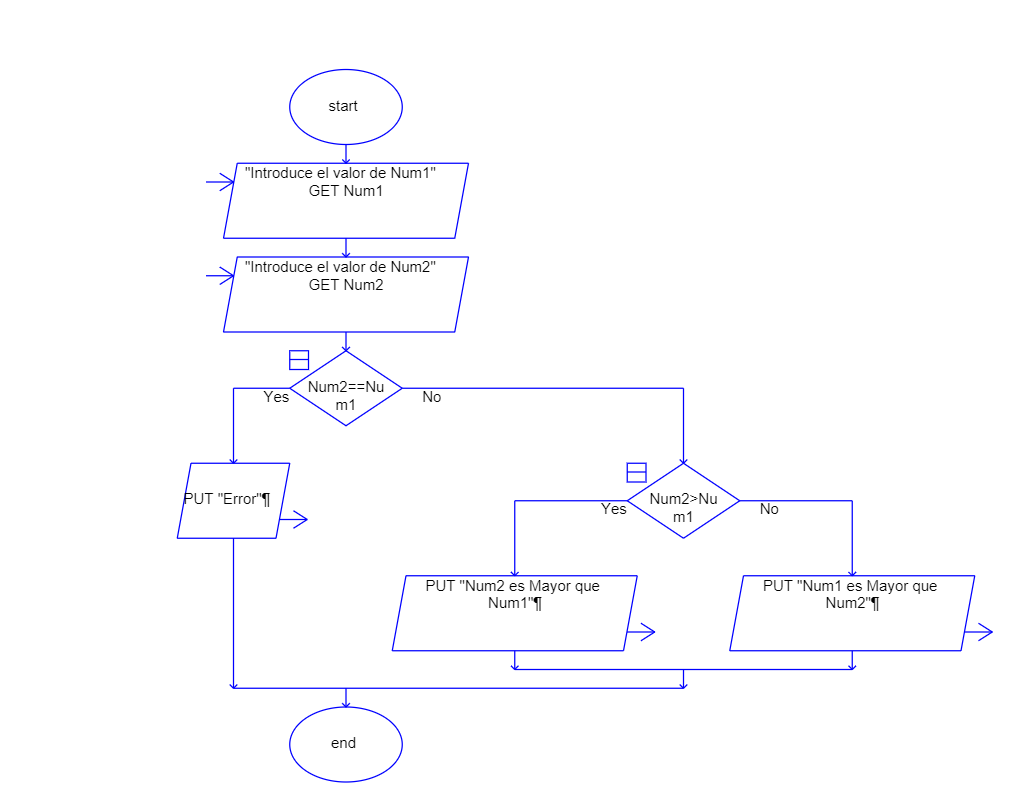 start
"Introduce el valor de Num1"
GET Num1
"Introduce el valor de Num2"
GET Num2
Num2==Nu
m1
Yes
No
PUT "Error"¶
Num2>Nu
m1
Yes
No
PUT "Num2 es Mayor que
Num1"¶
PUT "Num1 es Mayor que
Num2"¶
end